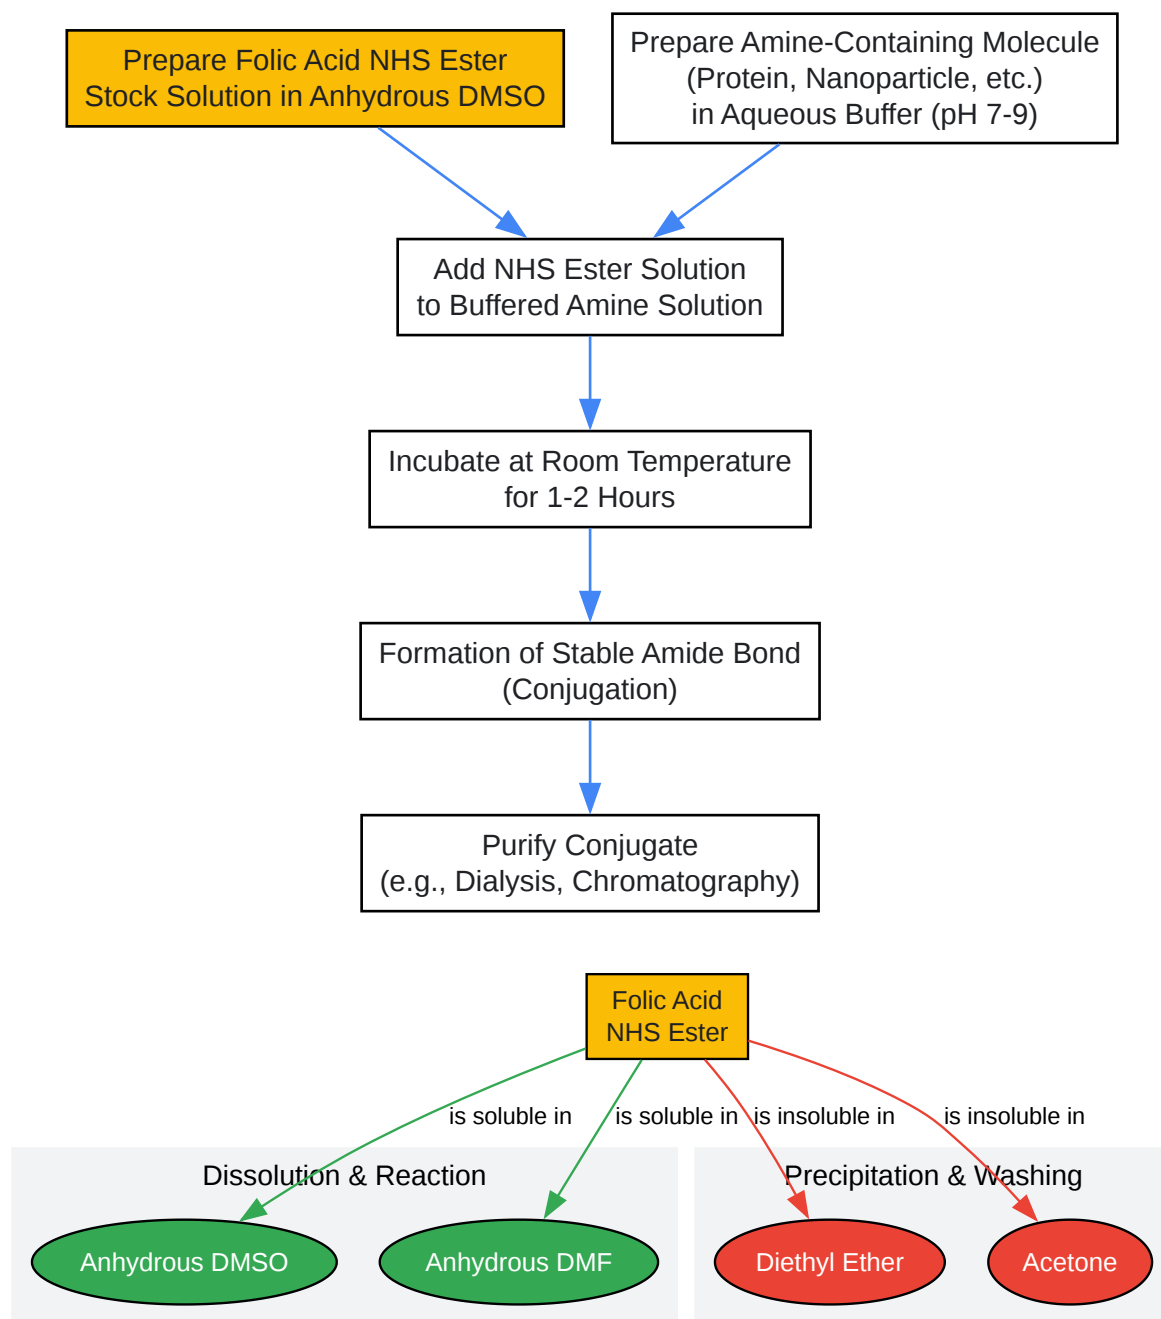 Prepare Folic Acid NHS Ester
Stock Solution in Anhydrous DMSO
Prepare Amine-Containing Molecule
(Protein, Nanoparticle, etc.)
in Aqueous Buffer (pH 7-9)
Add NHS Ester Solution
to Buffered Amine Solution
Incubate at Room Temperature
for 1-2 Hours
Formation of Stable Amide Bond
(Conjugation)
Purify Conjugate
(e.g., Dialysis, Chromatography)
Folic Acid
NHS Ester
is soluble in
is soluble in
is insoluble in
is insoluble in
Dissolution & Reaction
Precipitation & Washing
Anhydrous DMSO
Anhydrous DMF
Diethyl Ether
Acetone